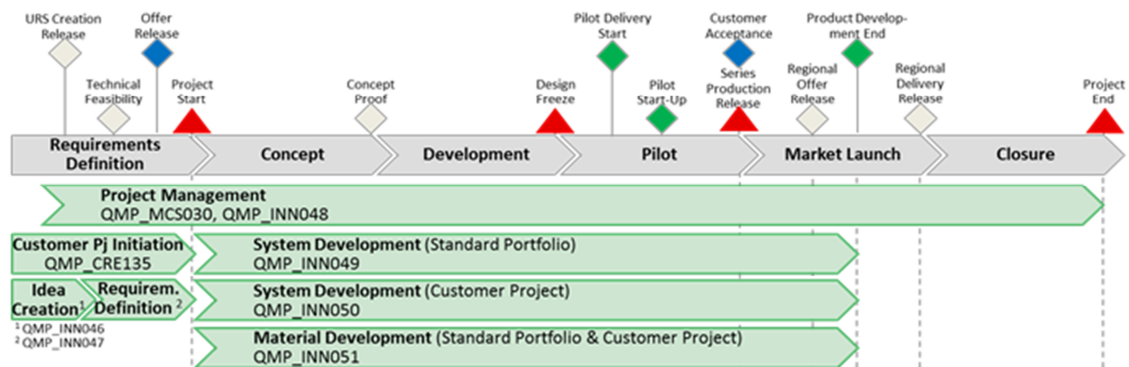 URS Creation
Release
Offer
Release
Technical
Feasibility
Project
Start
Concept
Proof
Design
Freeze
Pilot Delivery
Start
Pilot
Start-Up
Customer
Acceptance
Series
Production
Release
Regional
Offer
Release
Product Develop-
ment End
Regional
Delivery
Release
Project
End
Requirements
Definition
Concept
Development
Pilot
Market Launch
Closure
Project Management
QMP_MCS030, QMP_INN048
Customer Pj Initiation
QMP_CRE135
System Development (Standard Portfolio)
QMP_INN049
Idea
Creation¹
Requirem.
Definition ²
System Development (Customer Project)
QMP_INN050
¹ QMP_INN046
² QMP_INN047
Material Development (Standard Portfolio & Customer Project)
QMP_INN051